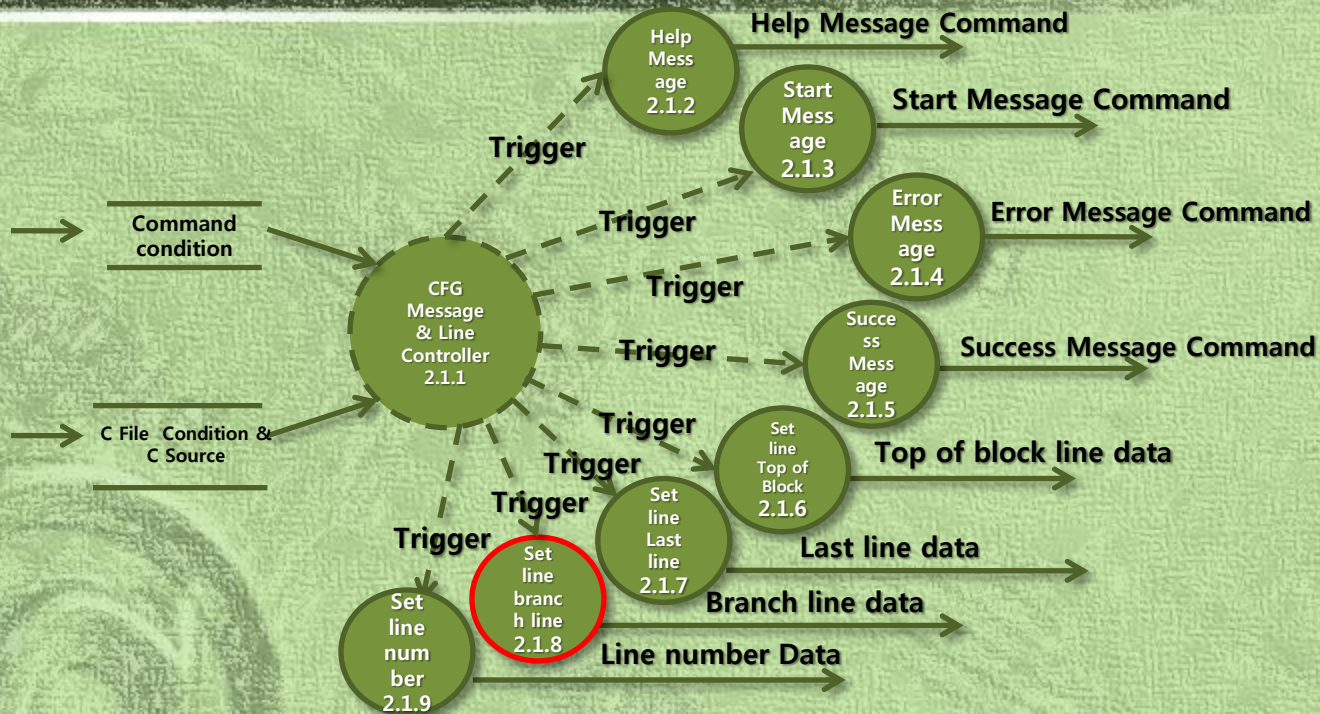 Help
Mess
age
2.1.2
Help Message Command
Start
Mess
age
2.1.3
Start Message Command
Trigger
Error
Mess
age
2.1.4
Error Message Command
Trigger
Command
condition
Trigger
CFG
Message
& Line
Controller
2.1.1
Succe
ss
Mess
age
2.1.5
Success Message Command
Trigger
C File Condition &
C Source
Set
line
Top of
Block
2.1.6
Top of block line data
Trigger
Set
line
Last
line
2.1.7
Last line data
Trigger
Set
line
branc
h line
2.1.8
Branch line data
Trigger
Set
line
num
ber
2.1.9
Line number Data
Trigger